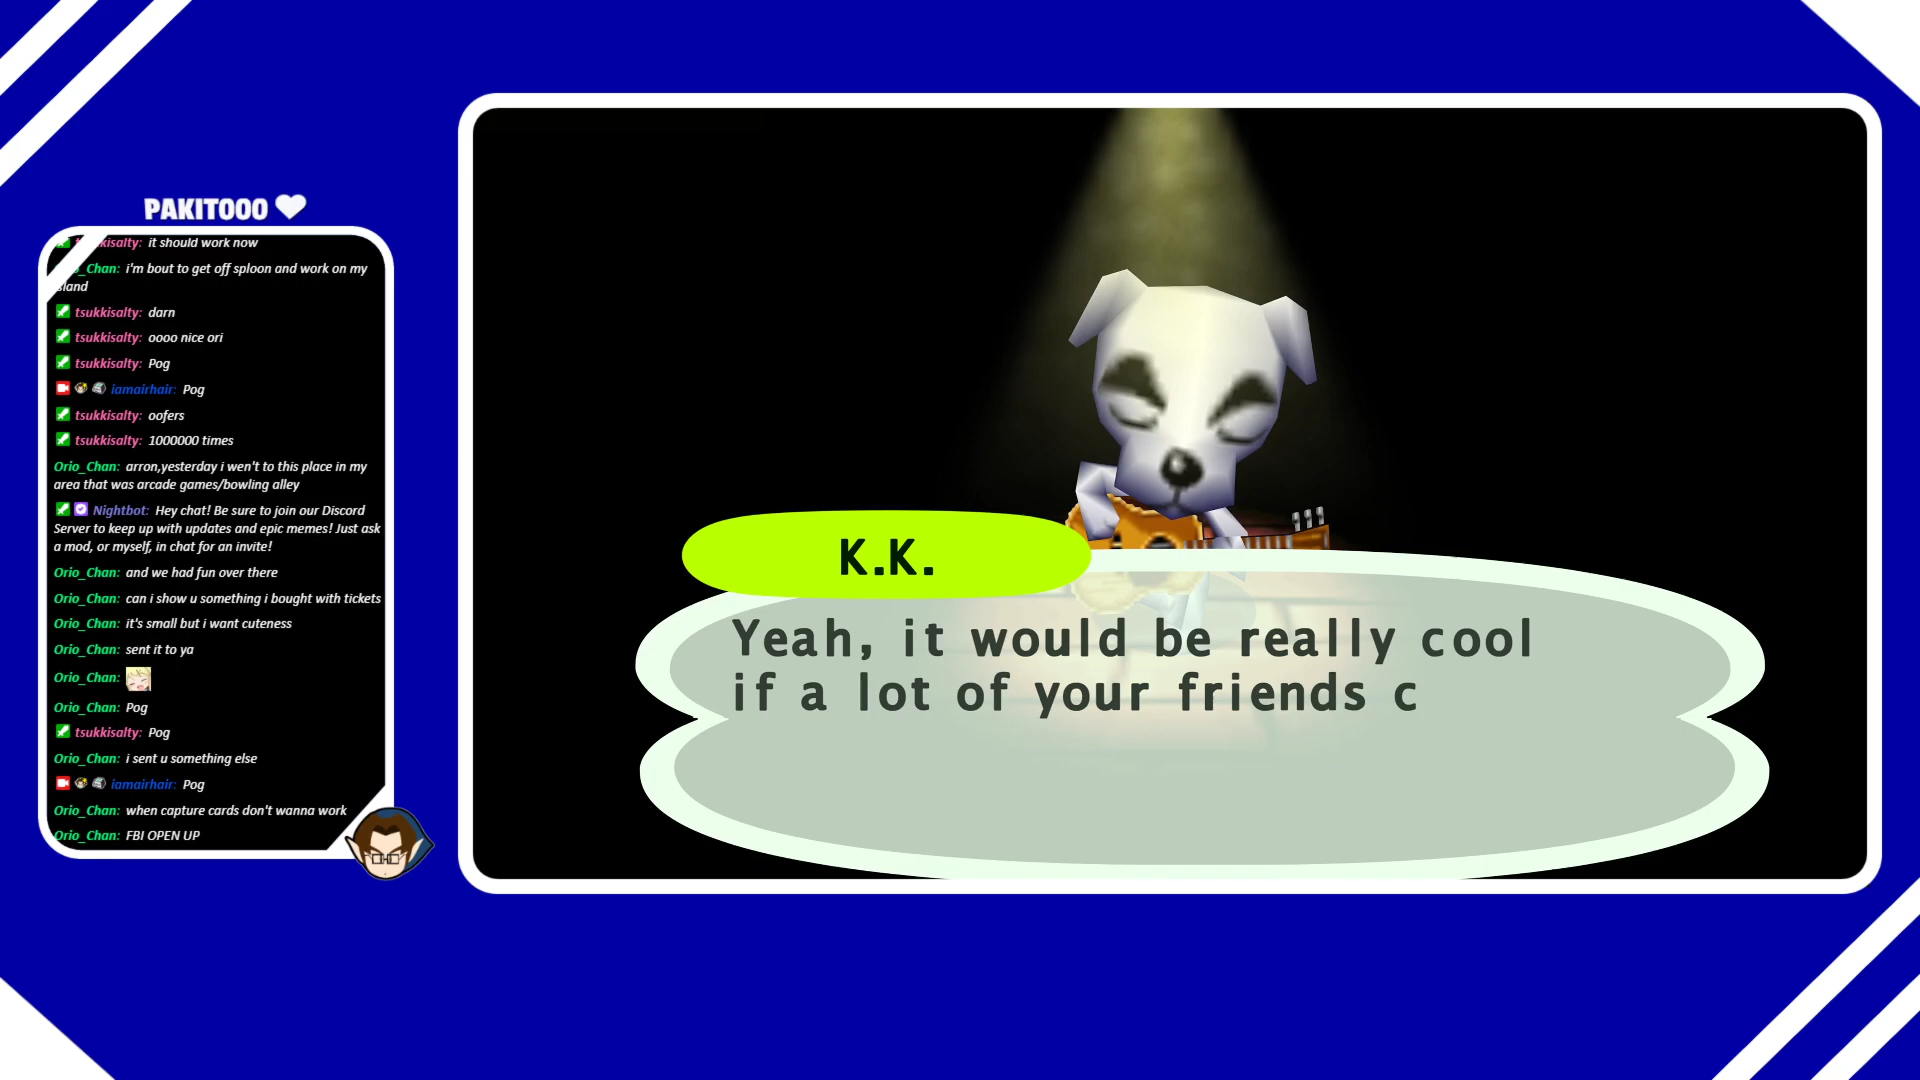 PAKITOOO
kisalty: it should work now
_Chan: i'm bout to get off sploon and work on my
sland
tsukkisalty: darn
tsukkisalty: oooo nice ori
tsukkisalty: Pog
iamairhair: Pog
tsukkisalty: oofers
tsukkisalty: 1000000 times
Orio_Chan: arron,yesterday i wen't to this place in my
area that was arcade games/bowling alley
Nightbot: Hey chat! Be sure to join our Discord
Server to keep up with updates and epic memes! Just ask
a mod, or myself, in chat for an invite!
Orio_Chan: and we had fun over there
Orio_Chan: can i show u something i bought with tickets
Orio_Chan: it's small but i want cuteness
Orio_Chan: sent it to ya
Orio_Chan:
Orio_Chan: Pog
tsukkisalty: Pog
Orio_Chan: i sent u something else
iamairhair: Pog
Orio_Chan: when capture cards don't wanna work
Orio_Chan: FBI OPEN UP
K.K.
Yeah, it would be really cool
if a lot of your friends c